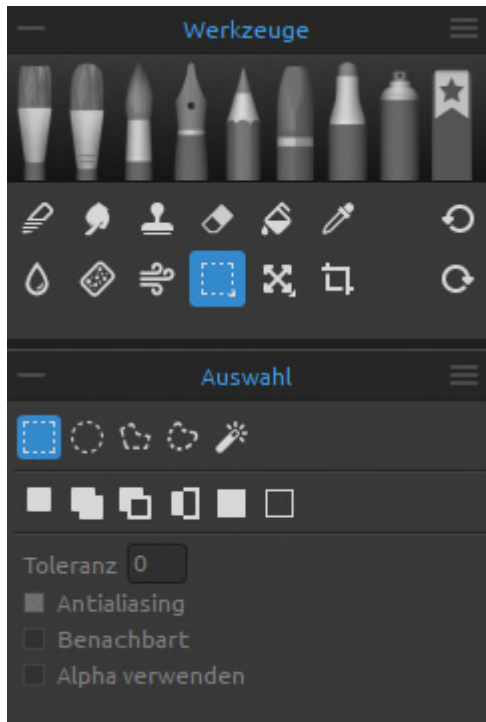 Werkzeuge
Auswahl
Toleranz 0
Antialiasing
Benachbart
Alpha verwenden